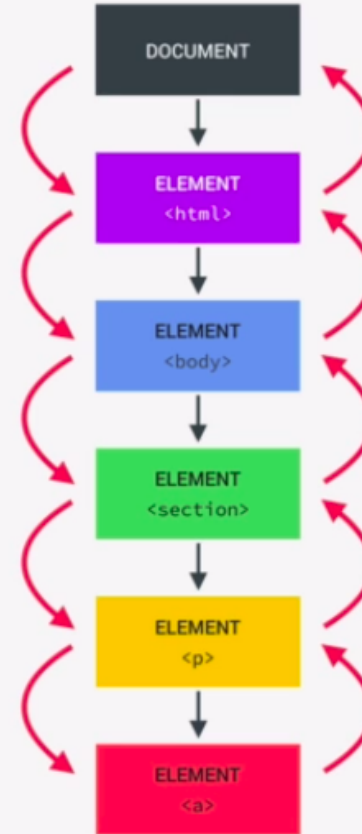 DOCUMENT
ELEMENT
<html>
ELEMENT
<body>
ELEMENT
<section>
ELEMENT
<p>
ELEMENT
<a>